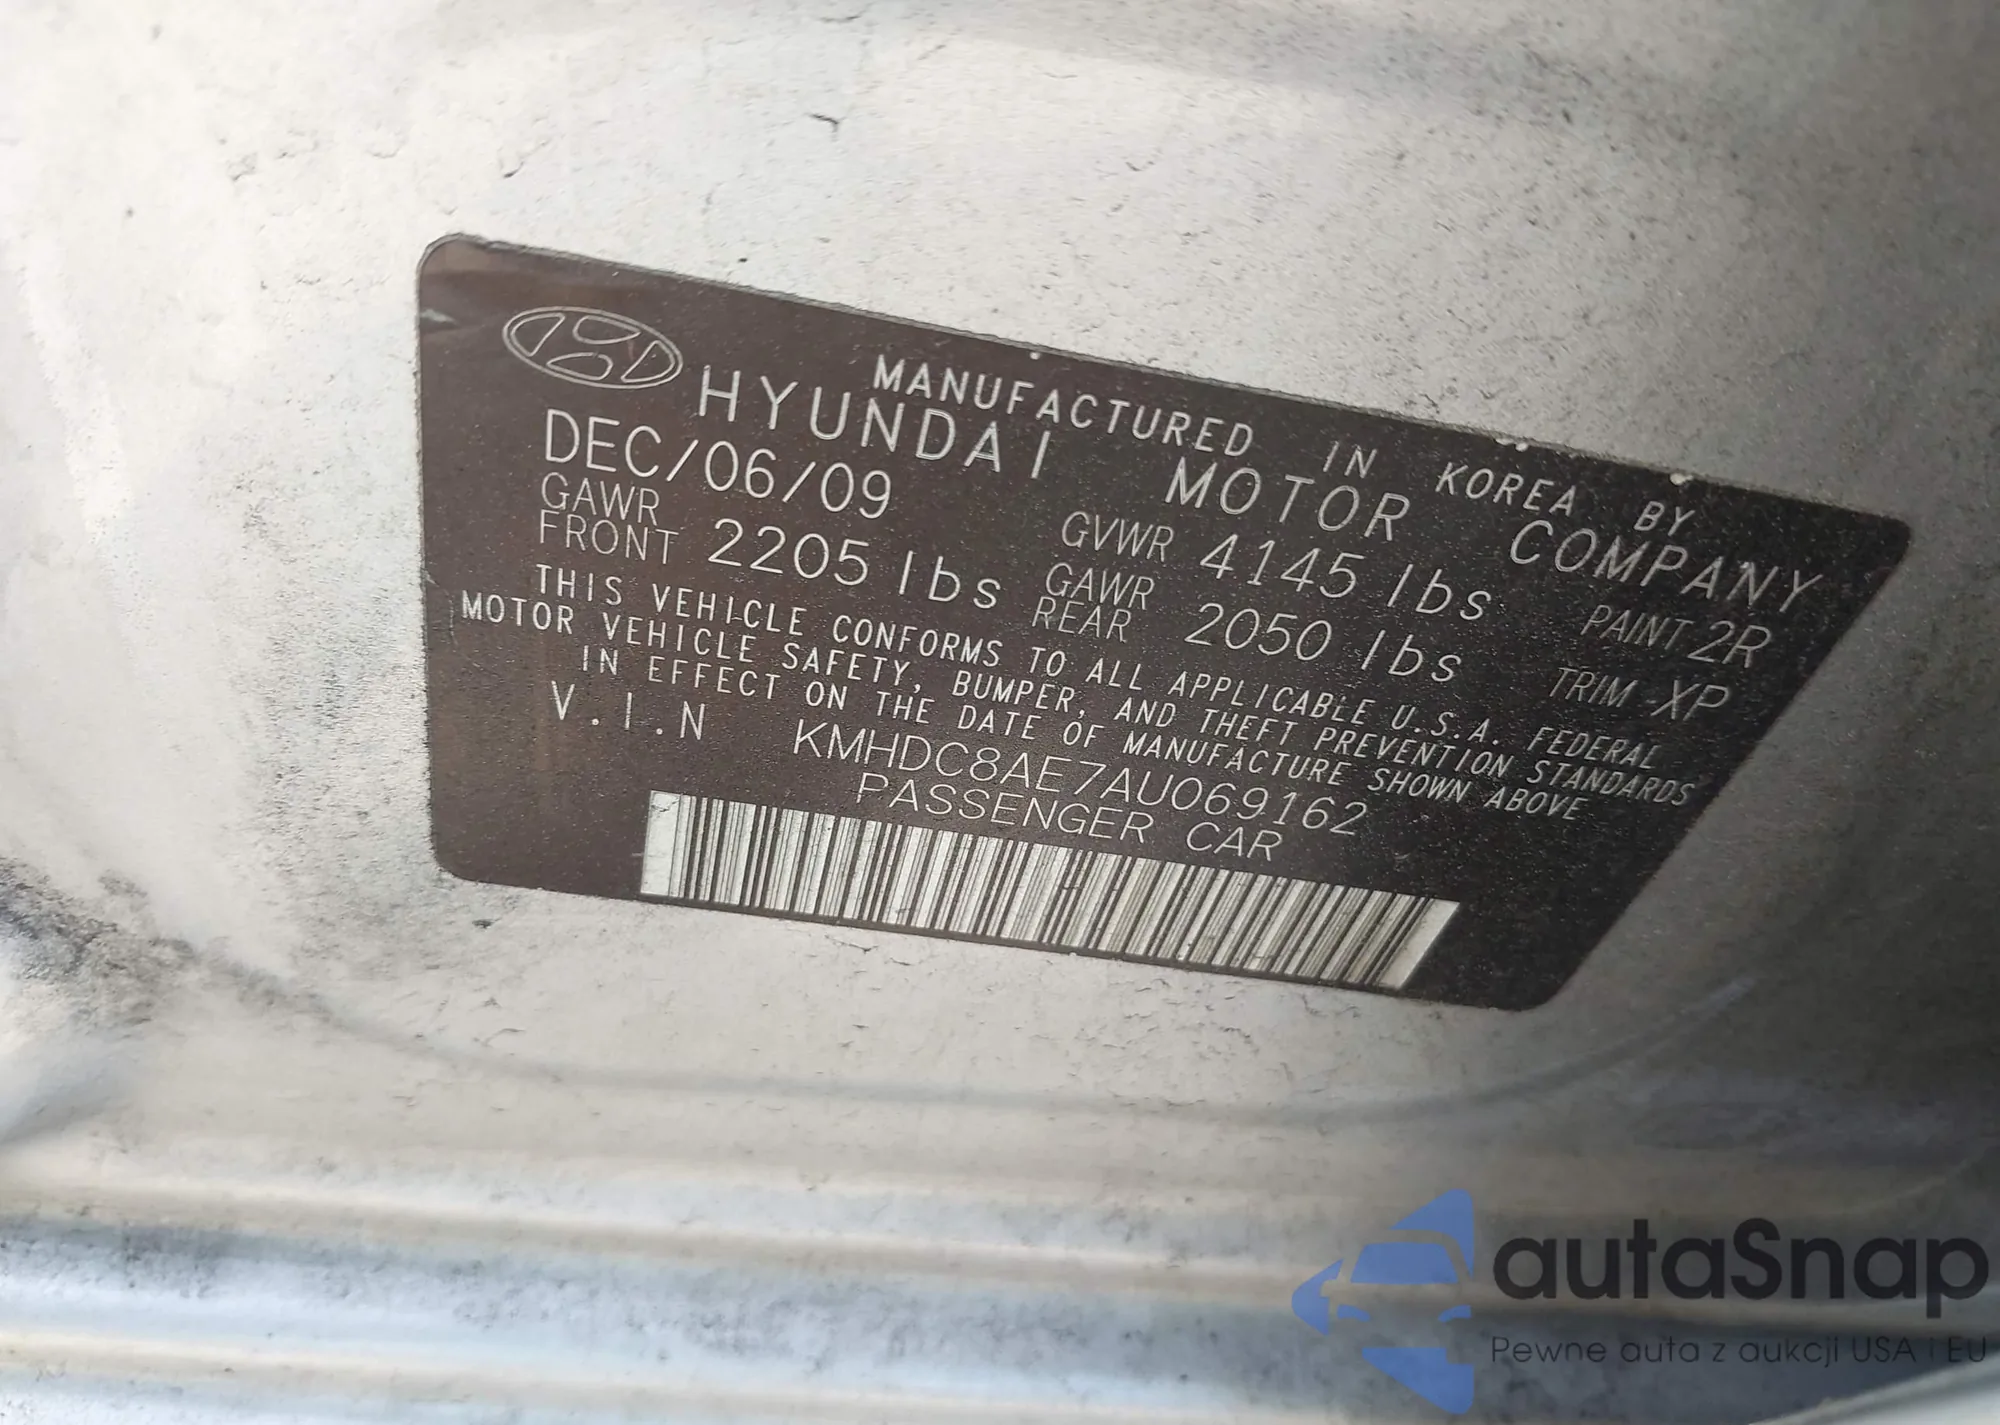 MANUFACTURED IN KOREA BY
HYUNDAI MOTOR COMPANY
DEC/06/09 GVWR 4145 lbs PAINT 2R
GAWR FRONT 2205 lbs GAWR REAR 2050 lbs TRIM XP
THIS VEHICLE CONFORMS TO ALL APPLICABLE U.S.A. FEDERAL
MOTOR VEHICLE SAFETY, BUMPER, AND THEFT PREVENTION STANDARDS
IN EFFECT ON THE DATE OF MANUFACTURE SHOWN ABOVE
V.I.N KMHDC8AE7AU069162
PASSENGER CAR
autaSnap
Pewne auta z aukcji USA i EU